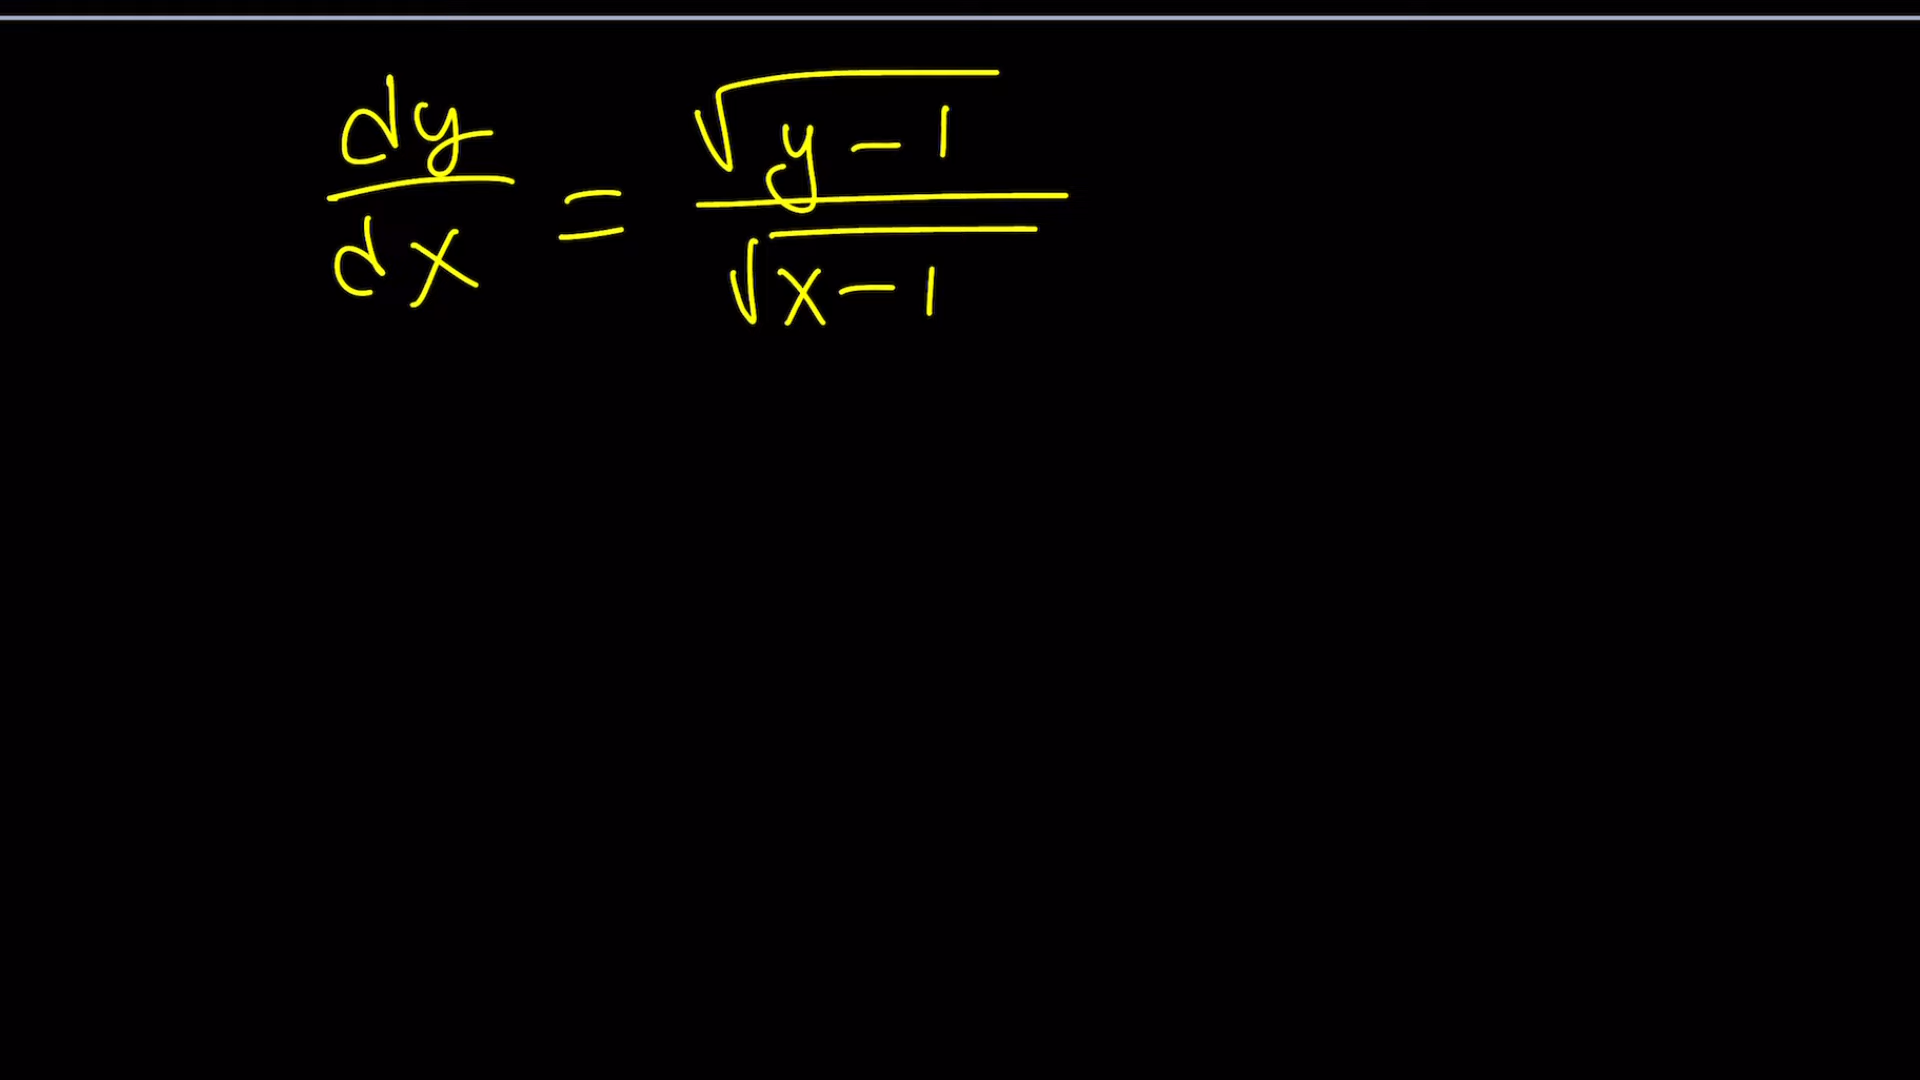 dy/dx = √(y-1)/√(x-1)